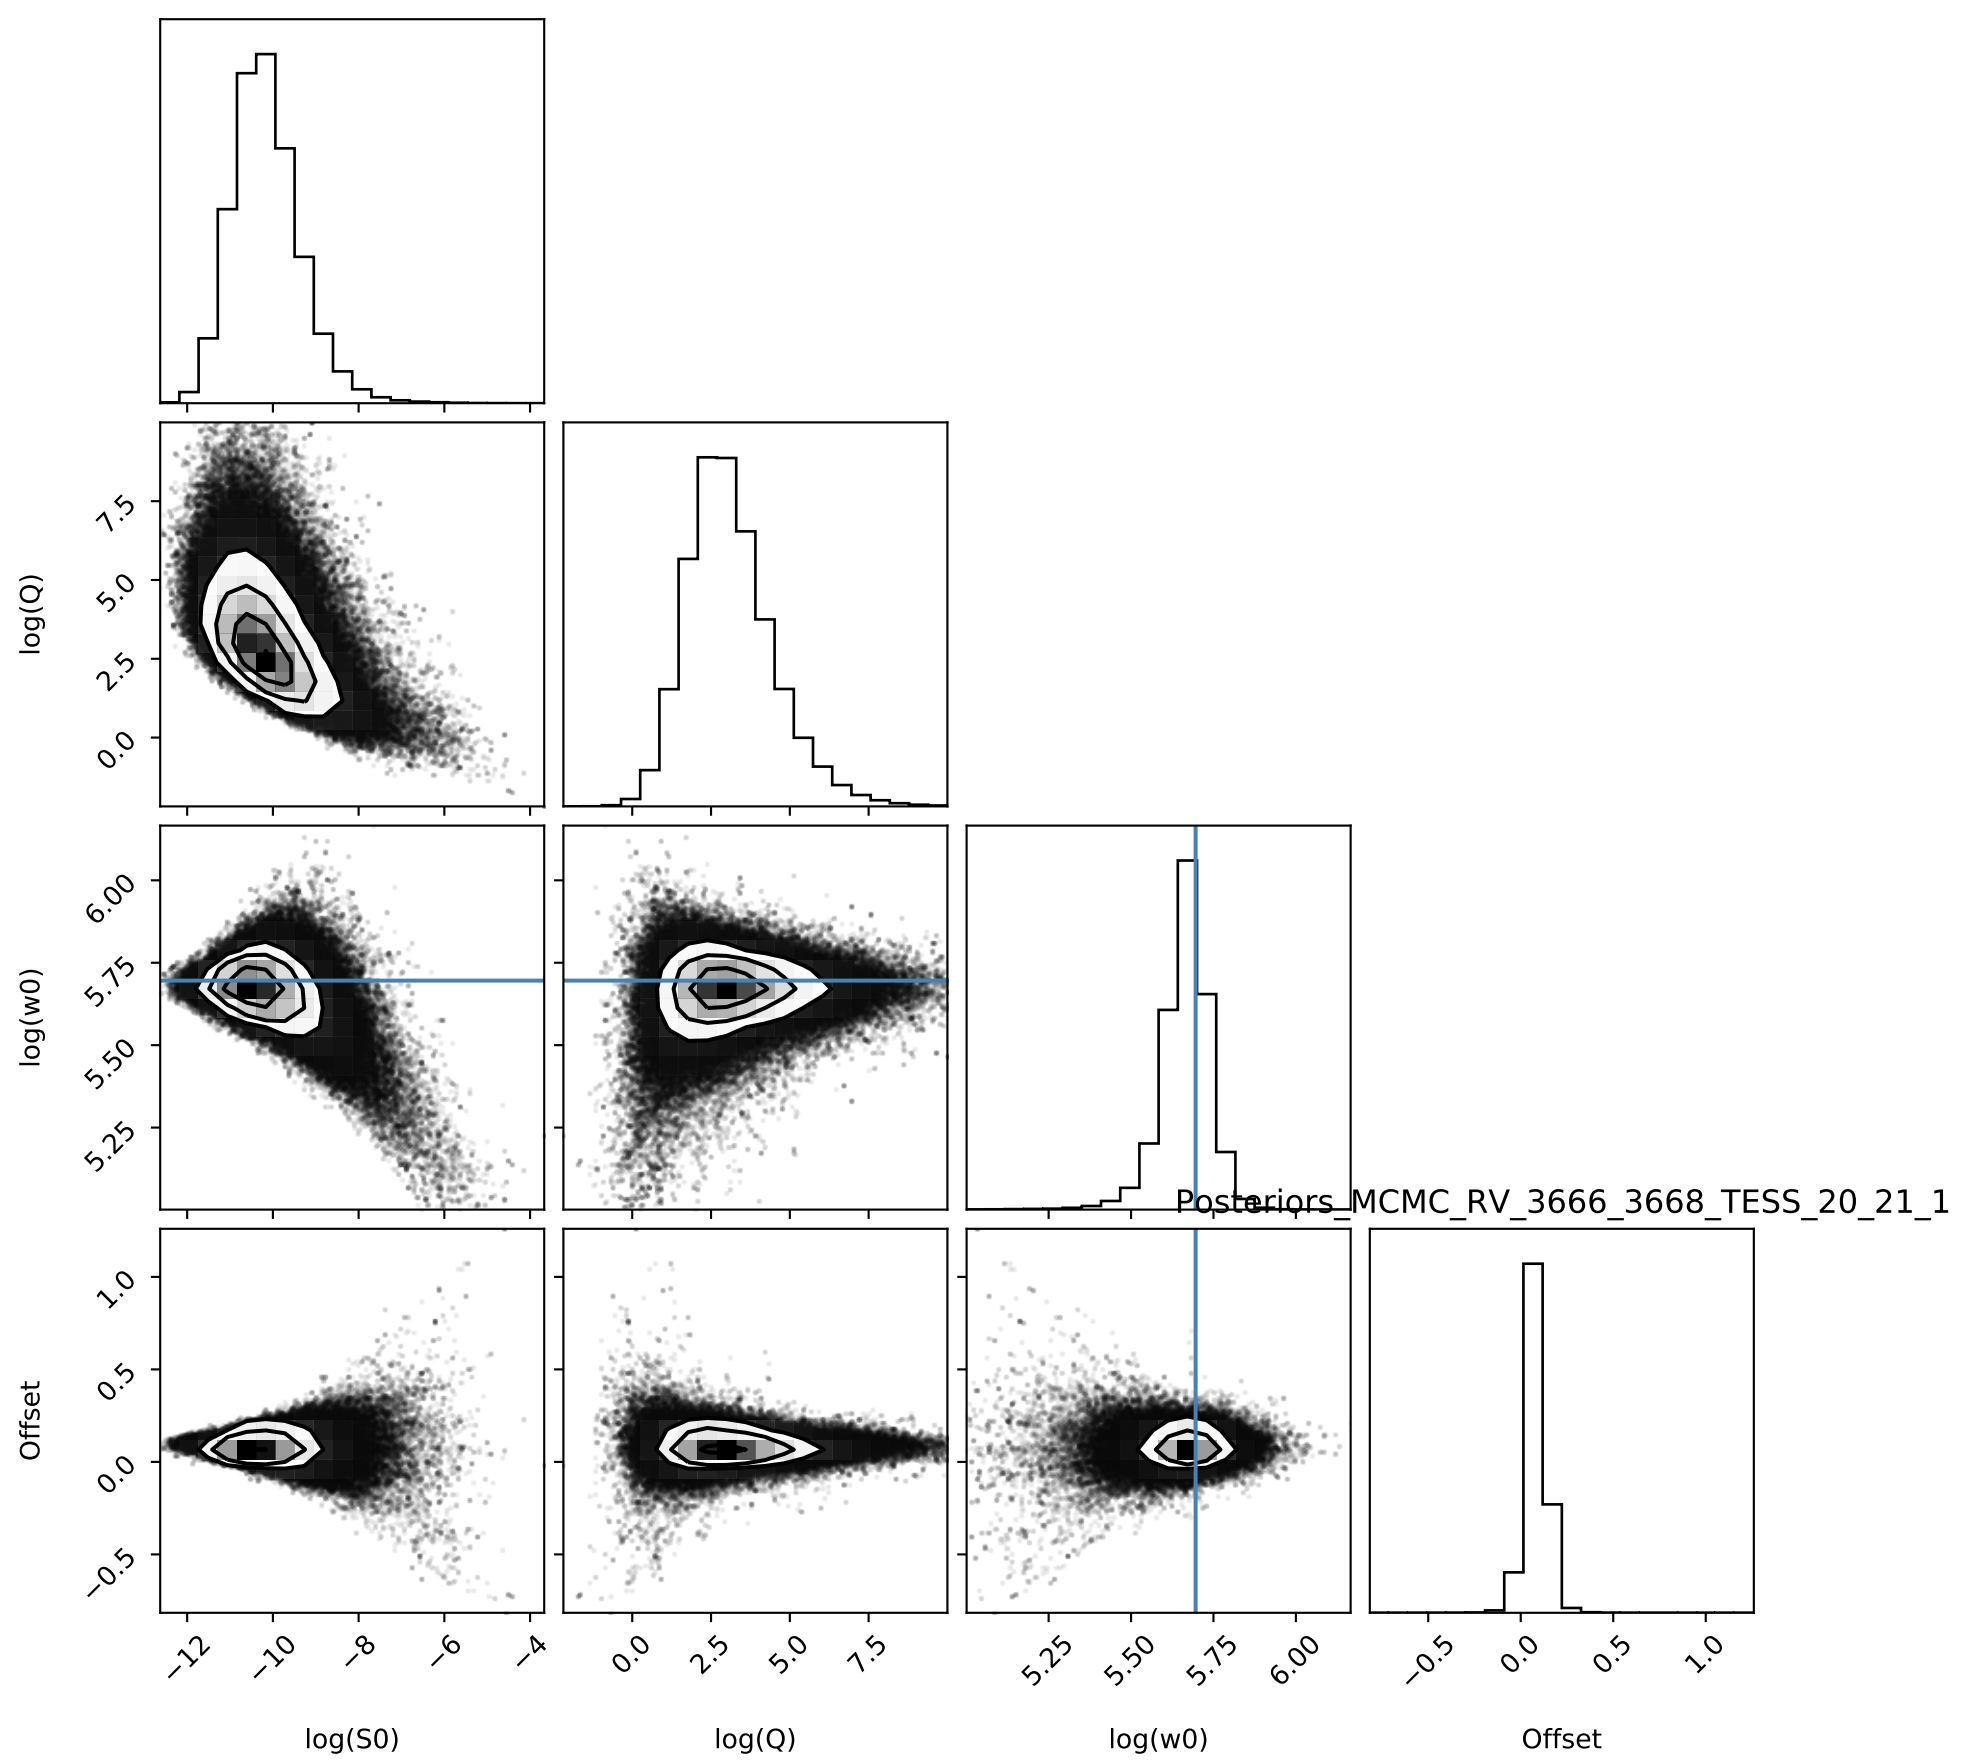 log(Q)
7.5
5.0
2.5
0.0
log(w0)
6.00
5.75
5.50
5.25
Posteriors_MCMC_RV_3666_3668_TESS_20_21_1
Offset
1.0
0.5
0.0
−0.5
−12 −10 −8 −6 −4 0.0 2.5 5.0 7.5 5.25 5.50 5.75 6.00 −0.5 0.0 0.5 1.0
log(S0) log(Q) log(w0) Offset